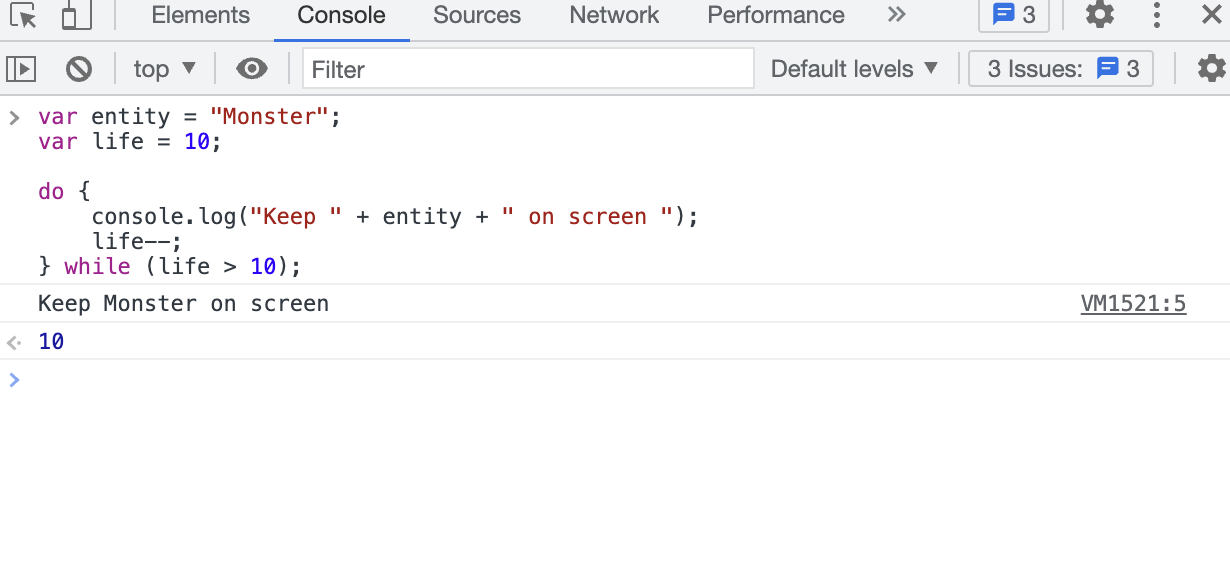 Elements Console Sources Network Performance » 3
top ▼ Filter Default levels ▼ 3 Issues: 3
> var entity = "Monster";
var life = 10;
do {
    console.log("Keep " + entity + " on screen ");
    life--;
} while (life > 10);
Keep Monster on screen VM1521:5
10
>